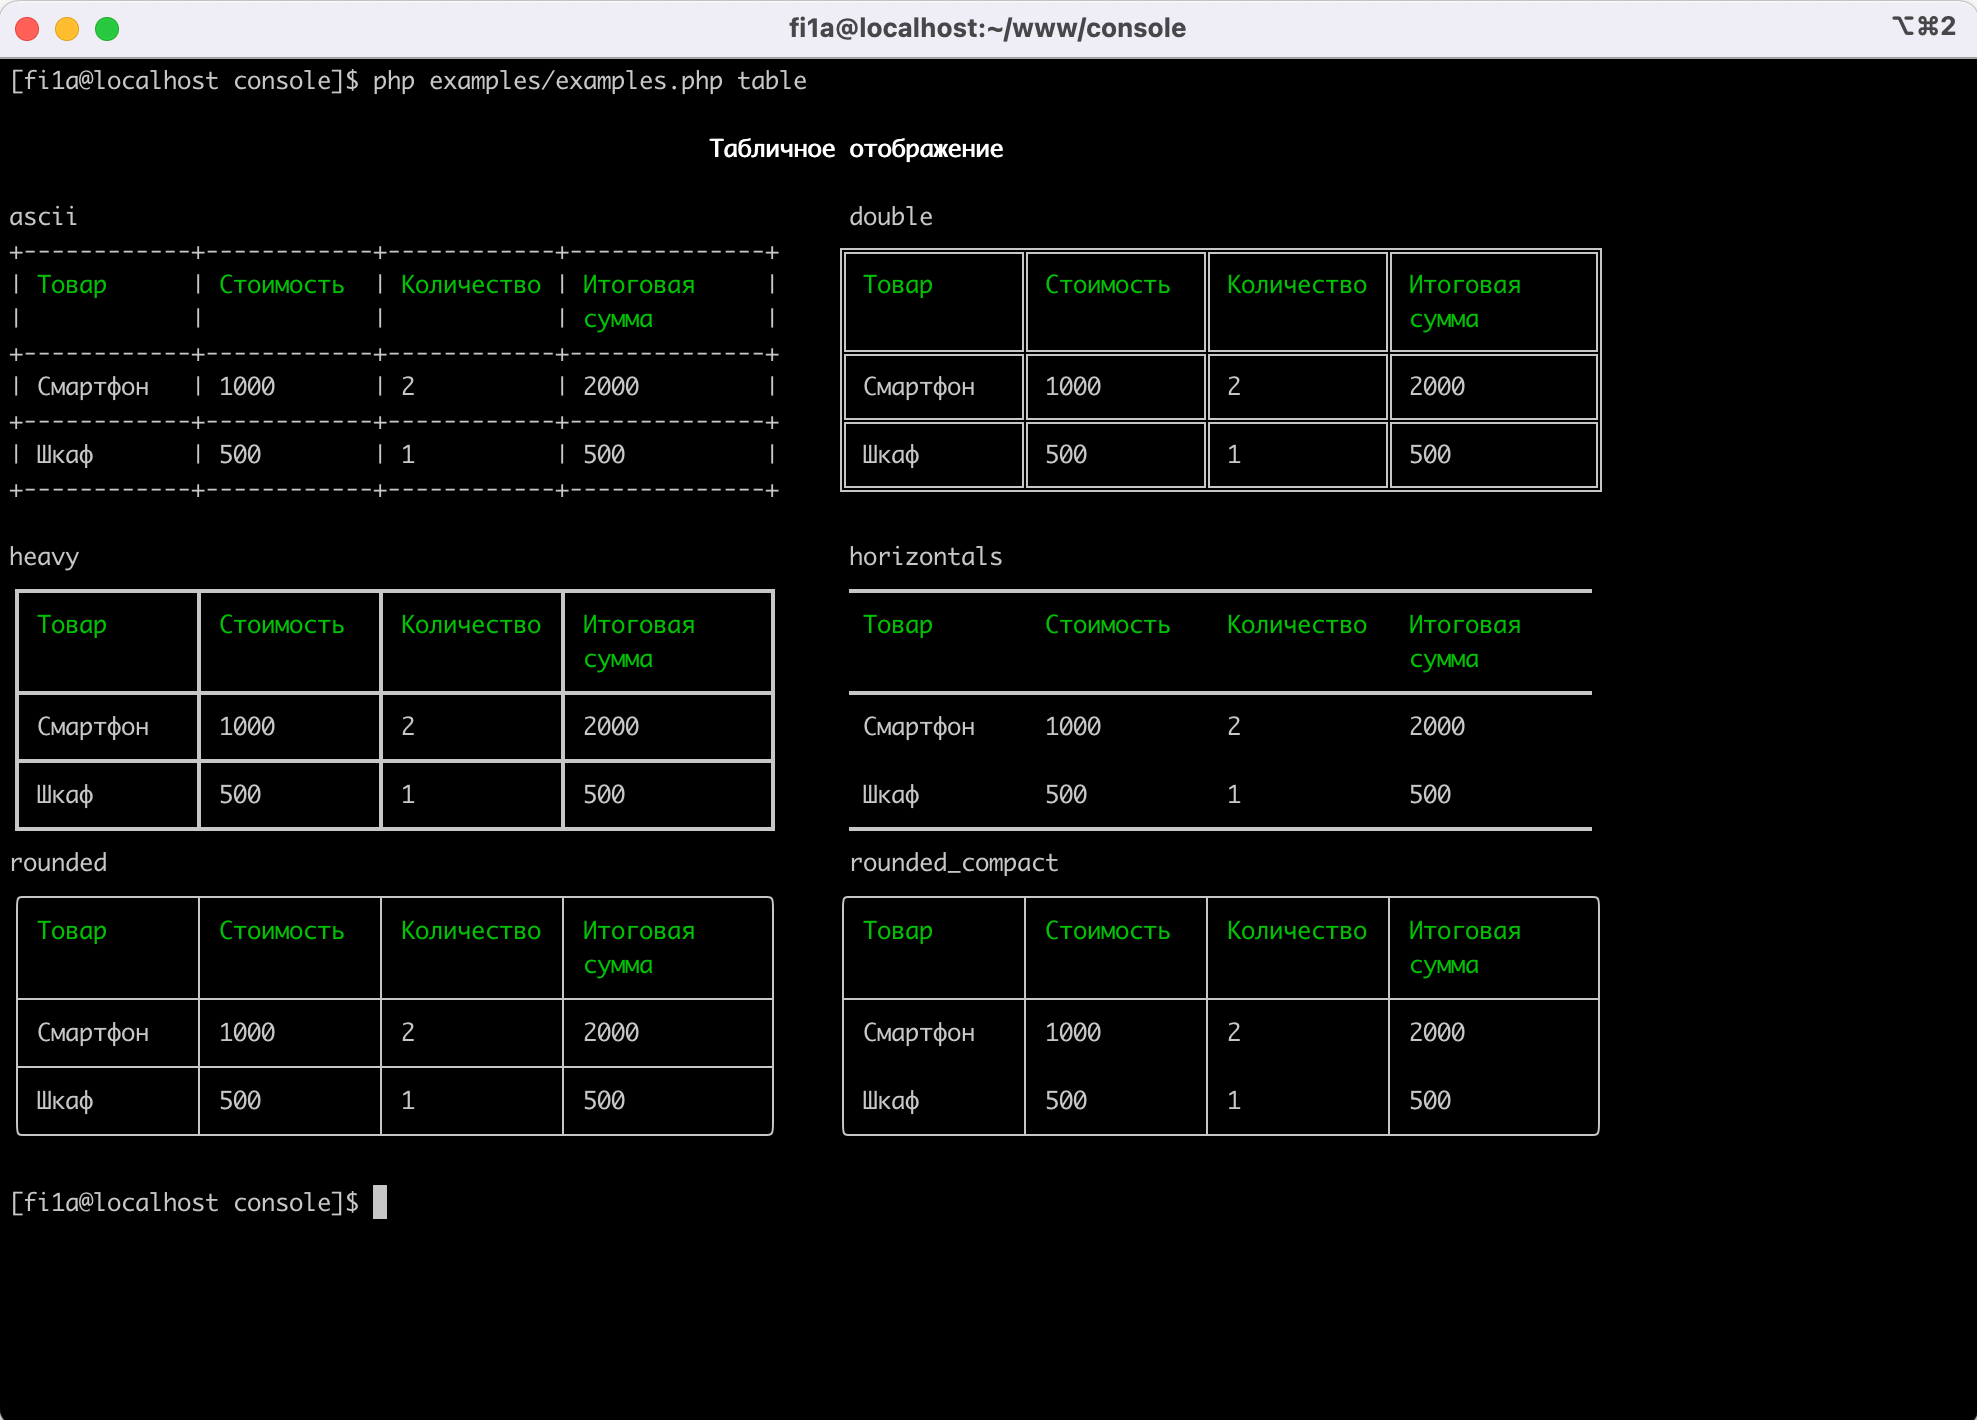 fi1a@localhost:~/www/console ⌥⌘2
[fi1a@localhost console]$ php examples/examples.php table
Табличное отображение
ascii
Товар Стоимость Количество Итоговая
сумма
Смартфон 1000 2 2000
Шкаф 500 1 500
double
Товар Стоимость Количество Итоговая
сумма
Смартфон 1000 2 2000
Шкаф 500 1 500
heavy
Товар Стоимость Количество Итоговая
сумма
Смартфон 1000 2 2000
Шкаф 500 1 500
horizontals
Товар Стоимость Количество Итоговая
сумма
Смартфон 1000 2 2000
Шкаф 500 1 500
rounded
Товар Стоимость Количество Итоговая
сумма
Смартфон 1000 2 2000
Шкаф 500 1 500
rounded_compact
Товар Стоимость Количество Итоговая
сумма
Смартфон 1000 2 2000
Шкаф 500 1 500
[fi1a@localhost console]$